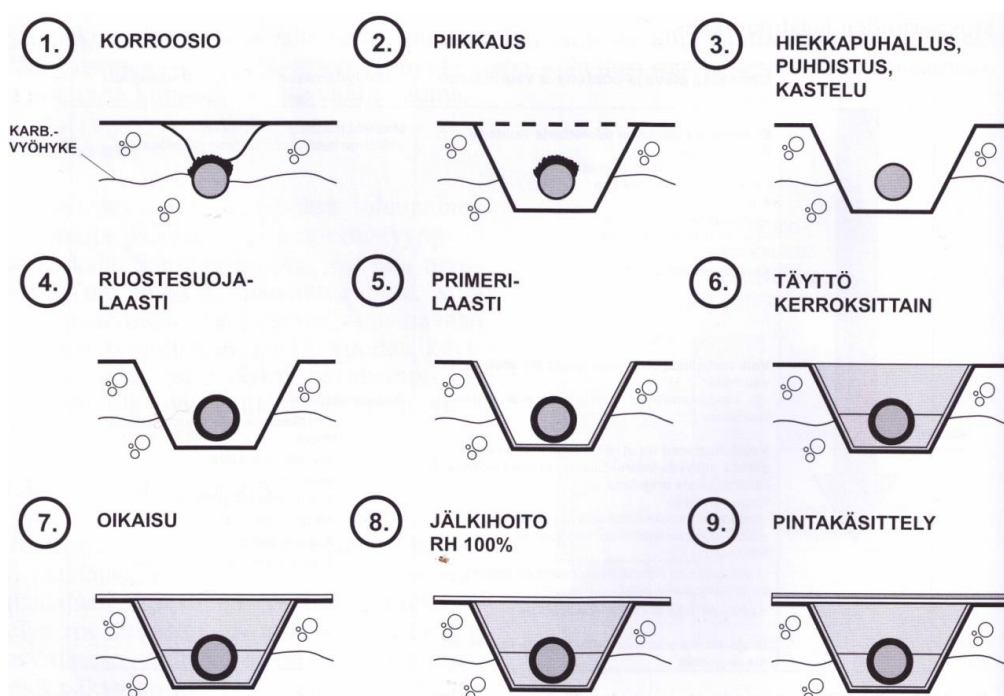 1. KORROOSIO
2. PIIKKAUS
3. HIEKKAPUHALLUS,
PUHDISTUS,
KASTELU
KARB.-
VYÖHYKE
4. RUOSTESUOJA-
LAASTI
5. PRIMERI-
LAASTI
6. TÄYTTÖ
KERROKSITTAIN
7. OIKAISU
8. JÄLKIHOITO
RH 100%
9. PINTAKÄSITTELY